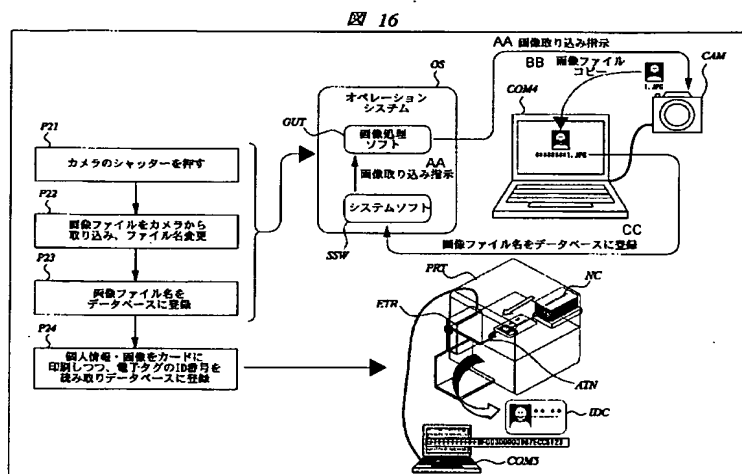 図 16
AA 画像取り込み指示
BB 画像ファイル
コピー
CAM
1.JPG
OS
オペレーション
システム
COM4
GUT
画像処理
ソフト
AA
画像取り込み指示
システムソフト
SSW
CC
画像ファイル名をデータベースに登録
P21
カメラのシャッターを押す
P22
画像ファイルをカメラから
取り込み、ファイル名変更
P23
画像ファイル名を
データベースに登録
P24
個人情報・画像をカードに
印刷しつつ、電子タグのID番号を
読み取りデータベースに登録
PRT
NC
ETR
ATN
IDC
COM5